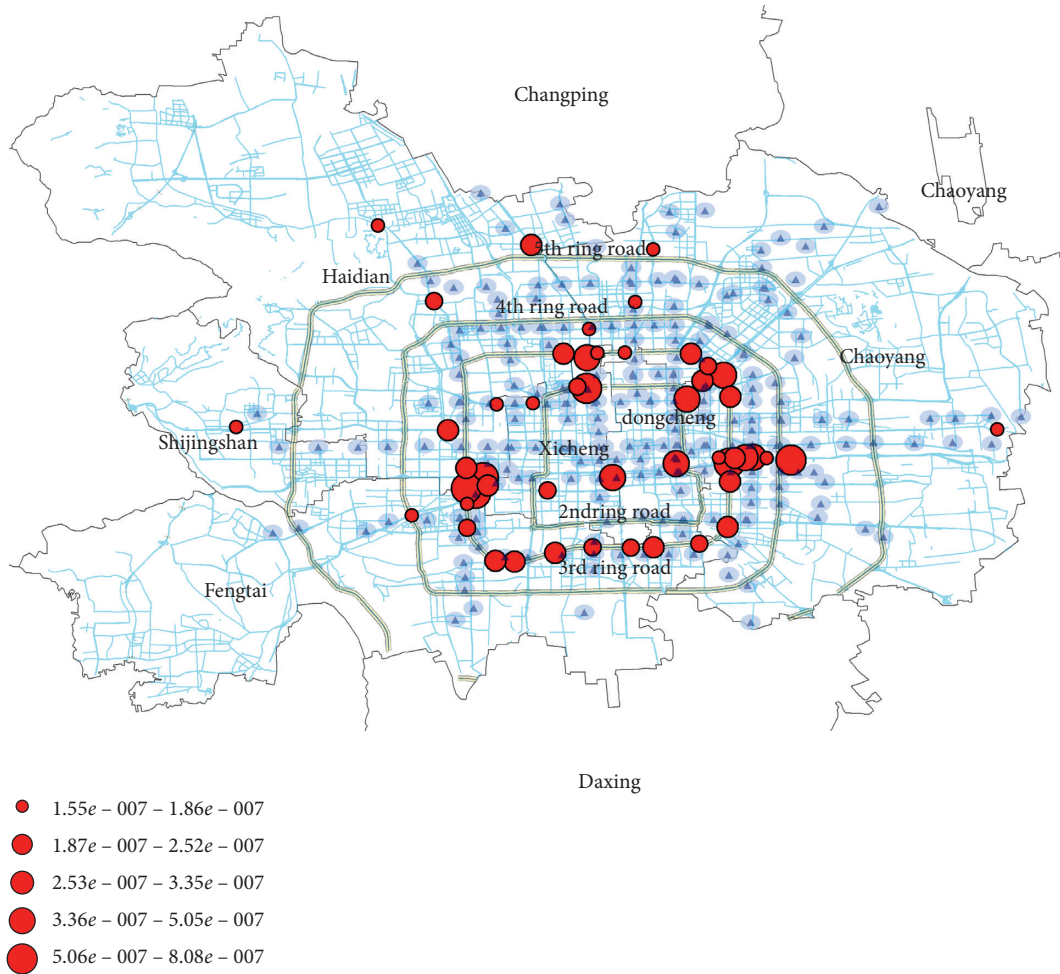 Changping
Chaoyang
5th ring road
Haidian
4th ring road
Chaoyang
dongcheng
Shijingshan
Xicheng
2ndring road
3rd ring road
Fengtai
Daxing
1.55e – 007 – 1.86e – 007
1.87e – 007 – 2.52e – 007
2.53e – 007 – 3.35e – 007
3.36e – 007 – 5.05e – 007
5.06e – 007 – 8.08e – 007